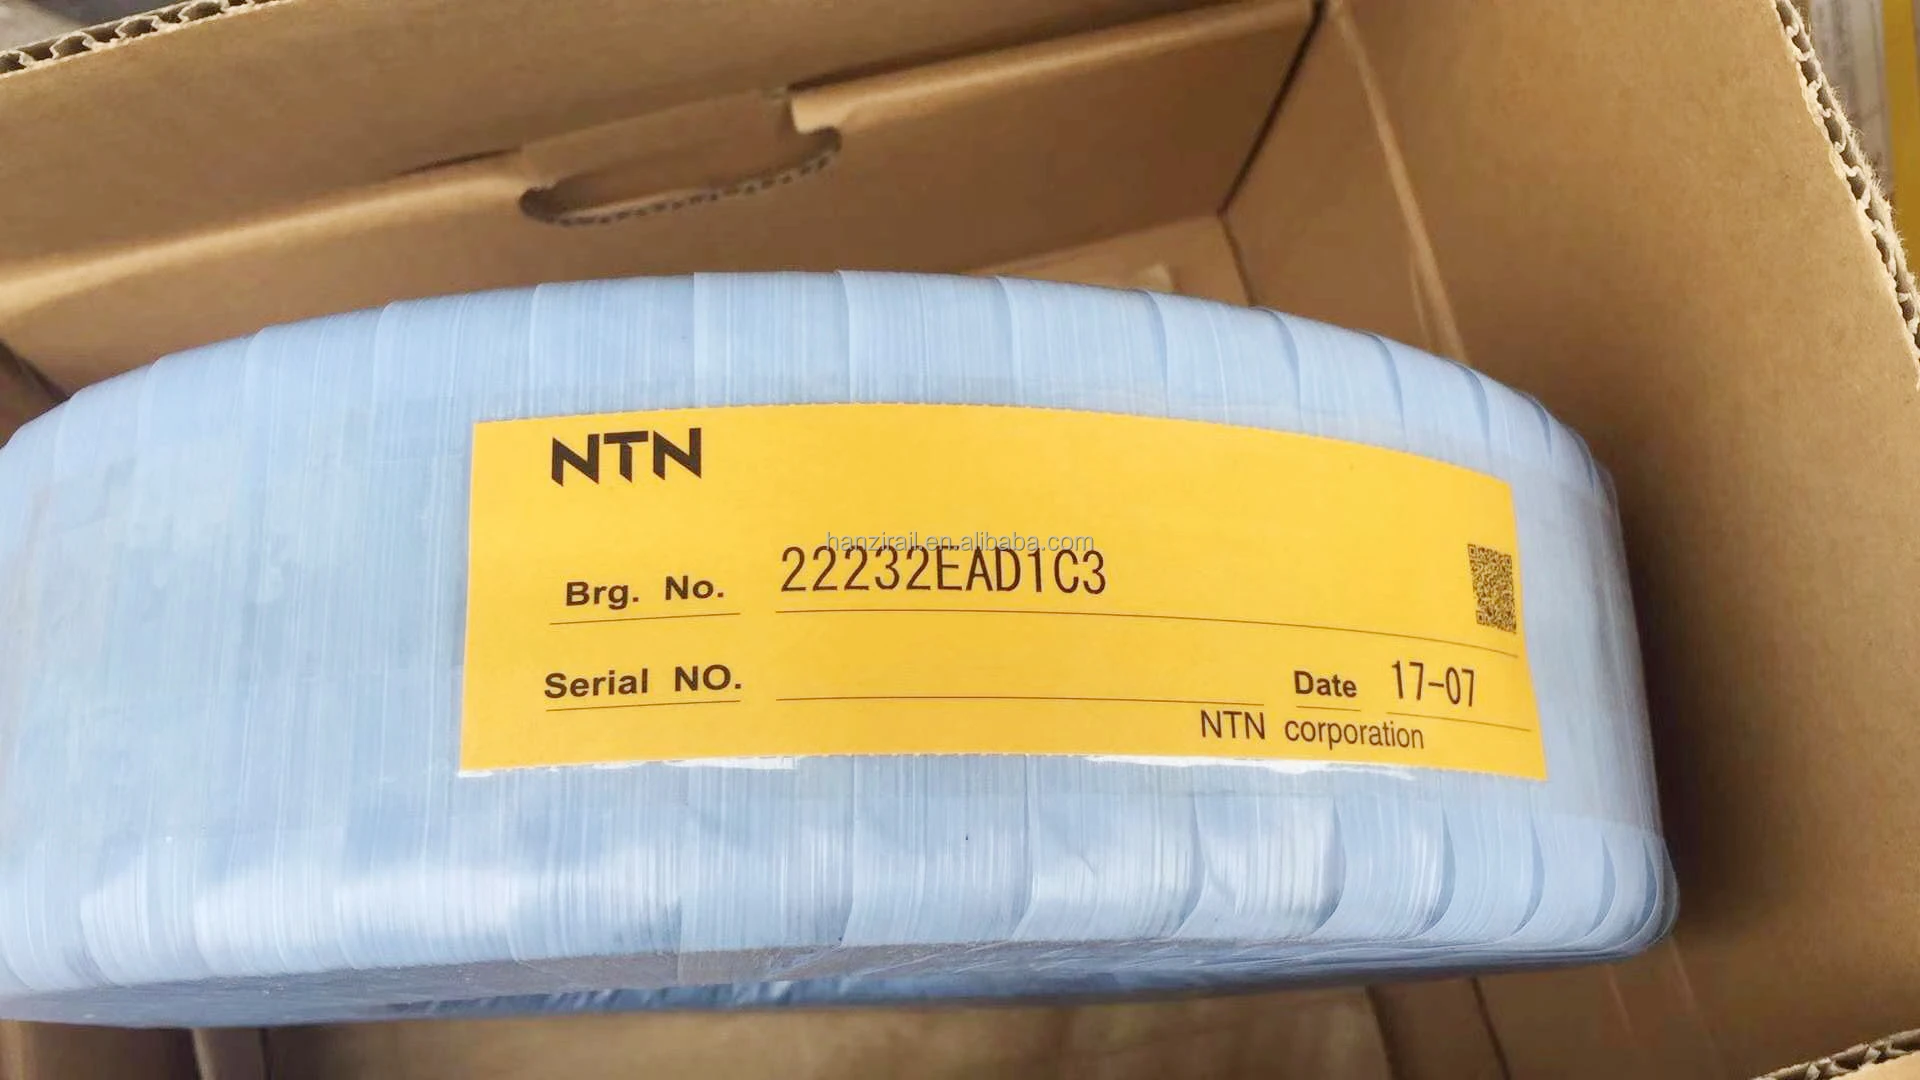 NTN
hanzirail.en.alibaba.com
Brg. No. 22232EAD1C3
Serial NO.
Date 17-07
NTN corporation